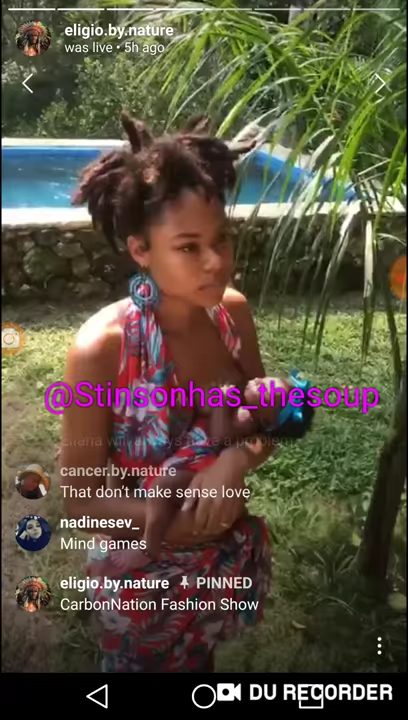 eligio.by.nature
was live • 5h ago
@Stinsonhas_thesoup
cancer.by.nature
That don't make sense love
nadinesev_
Mind games
eligio.by.nature PINNED
CarbonNation Fashion Show
DU RECORDER